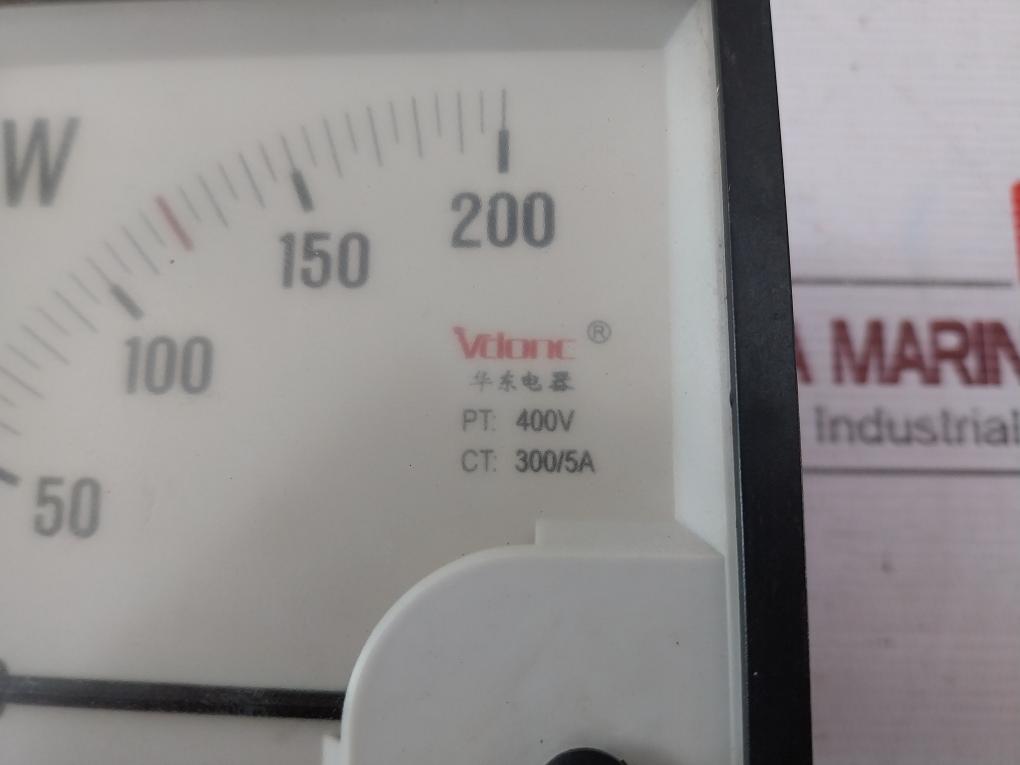 W
200
150
100
50
Vdonc ®
华东电器
PT: 400V
CT: 300/5A
A MARIN
Industrial